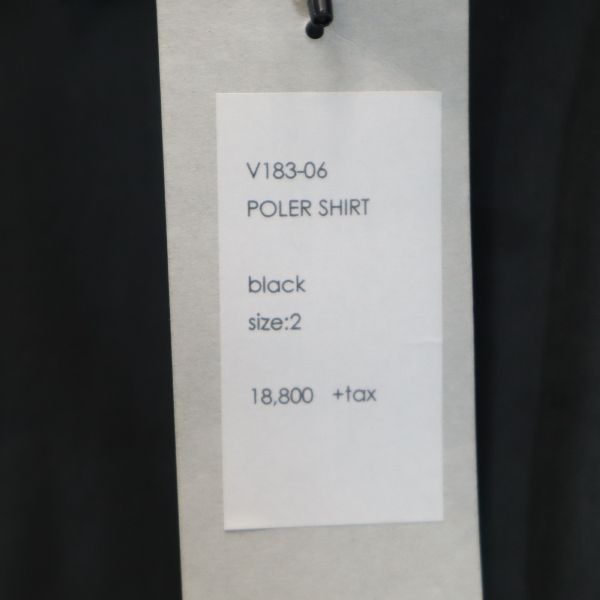 V183-06
POLER SHIRT
black
size:2
18,800 +tax